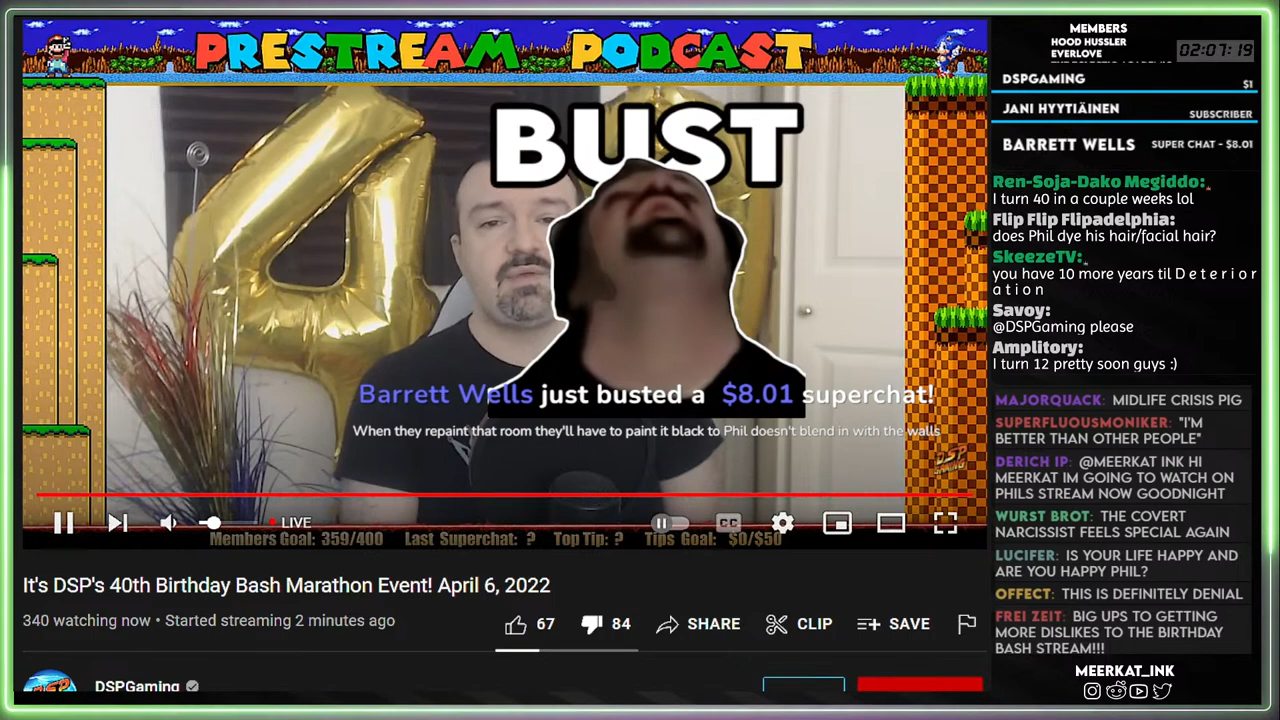 PRESTREAM PODCAST
BUST
Barrett Wells just busted a $8.01 superchat!
When they repaint that room they'll have to paint it black to Phil doesn't blend in with the walls
DSP
GAMING
LIVE
CC
Members Goal: 359/400 Last Superchat: ? Top Tip: ? Tips Goal: $0/$50
It's DSP's 40th Birthday Bash Marathon Event! April 6, 2022
340 watching now • Started streaming 2 minutes ago
67
84
SHARE
CLIP
SAVE
DSPGaming
MEMBERS
HOOD HUSSLER
EYERLOVE
02:07:19
DSPGAMING $1
JANI HYYTIÄINEN SUBSCRIBER
BARRETT WELLS SUPER CHAT - $8.01
Ren-Soja-Dako Megiddo:
I turn 40 in a couple weeks lol
Flip Flip Flipadelphia:
does Phil dye his hair/facial hair?
SkeezeTV:
you have 10 more years til D e t e r i o r
a t i o n
Savoy:
@DSPGaming please
Amplitory:
I turn 12 pretty soon guys :)
MAJORQUACK: MIDLIFE CRISIS PIG
SUPERFLUOUSMONIKER: "I'M
BETTER THAN OTHER PEOPLE"
DERICH IP: @MEERKAT INK HI
MEERKAT IM GOING TO WATCH ON
PHILS STREAM NOW GOODNIGHT
WURST BROT: THE COVERT
NARCISSIST FEELS SPECIAL AGAIN
LUCIFER: IS YOUR LIFE HAPPY AND
ARE YOU HAPPY PHIL?
OFFECT: THIS IS DEFINITELY DENIAL
FREI ZEIT: BIG UPS TO GETTING
MORE DISLIKES TO THE BIRTHDAY
BASH STREAM!!!
MEERKAT_INK